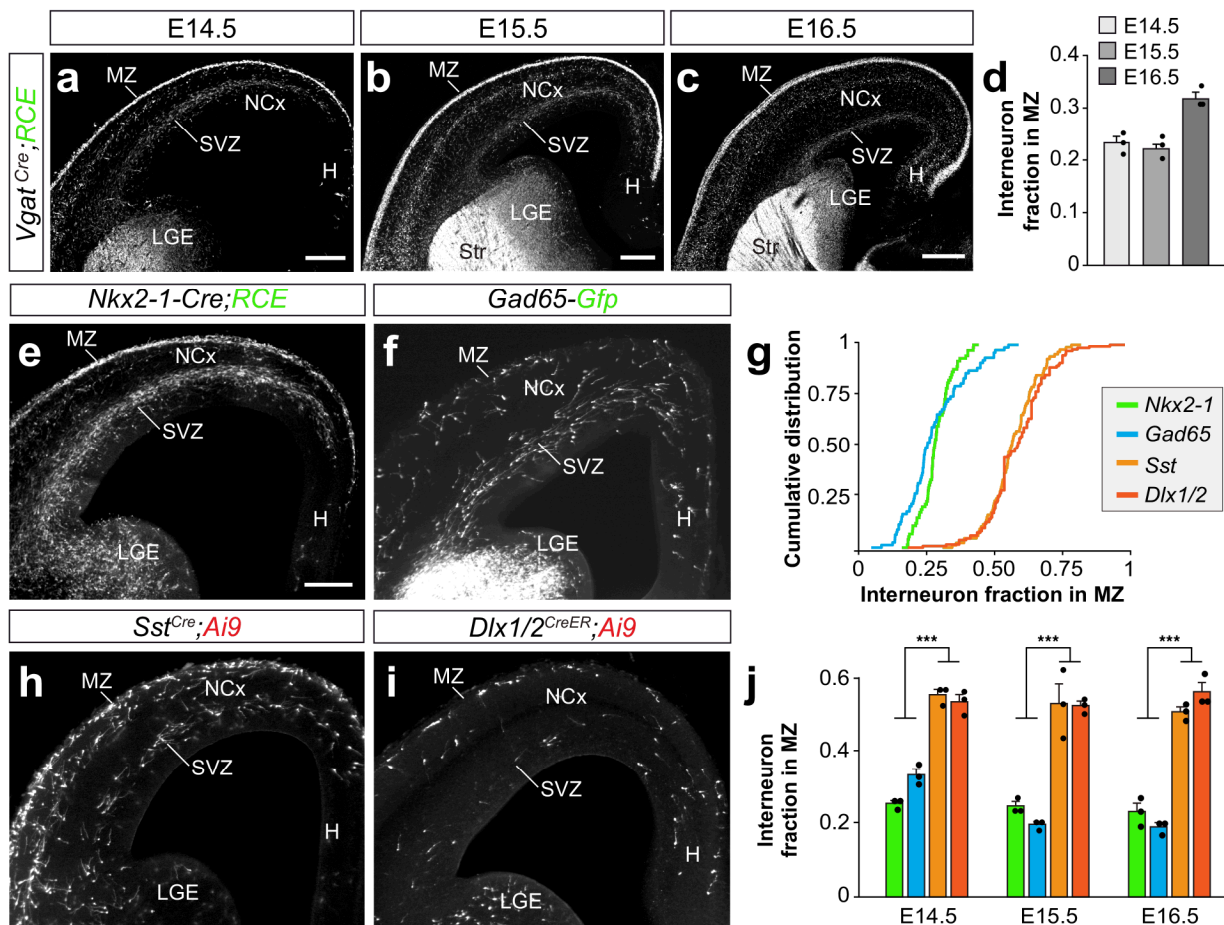 E14.5
E15.5
E16.5
Vgat Cre;RCE
a
MZ
NCx
SVZ
H
LGE
b
MZ
NCx
SVZ
H
LGE
Str
c
MZ
NCx
SVZ
H
LGE
Str
d
E14.5
E15.5
E16.5
Interneuron
fraction in MZ
0.4
0.3
0.2
0.1
0
Nkx2-1-Cre;RCE
e
MZ
NCx
SVZ
H
LGE
Gad65-Gfp
f
MZ
NCx
SVZ
H
LGE
g
Cumulative distribution
1
0.75
0.50
0.25
0.25
0.50
0.75
1
Interneuron fraction in MZ
Nkx2-1
Gad65
Sst
Dlx1/2
SstCre;Ai9
h
MZ
NCx
SVZ
H
LGE
Dlx1/2CreER;Ai9
i
MZ
NCx
SVZ
H
LGE
j
Interneuron
fraction in MZ
0.6
0.4
0.2
0
***
***
***
E14.5
E15.5
E16.5